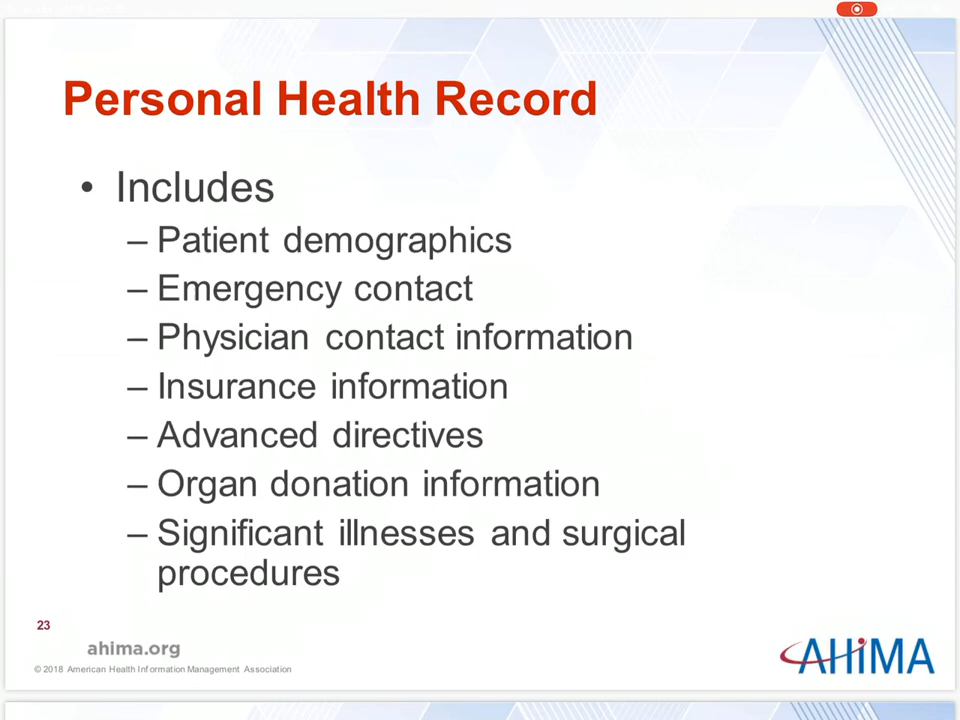 Personal Health Record
• Includes
– Patient demographics
– Emergency contact
– Physician contact information
– Insurance information
– Advanced directives
– Organ donation information
– Significant illnesses and surgical
procedures
23
ahima.org
© 2018 American Health Information Management Association
AHIMA